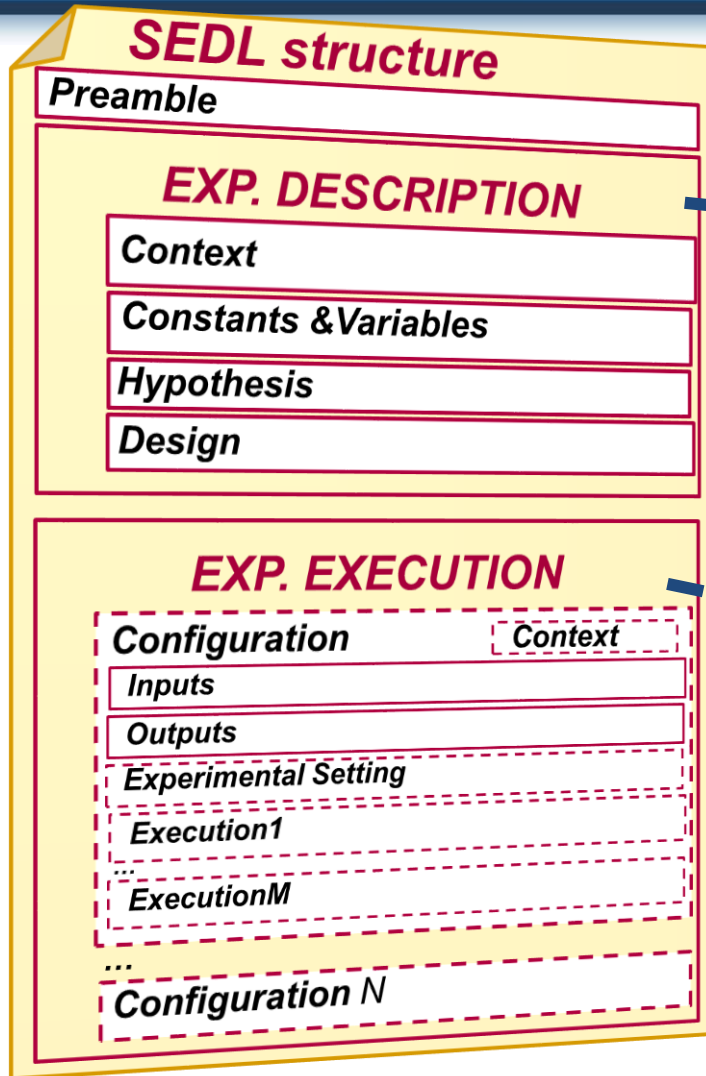 SEDL structure
Preamble
EXP. DESCRIPTION
Context
Constants &Variables
Hypothesis
Design
EXP. EXECUTION
Configuration Context
Inputs
Outputs
Experimental Setting
Execution1
...
ExecutionM
...
Configuration N